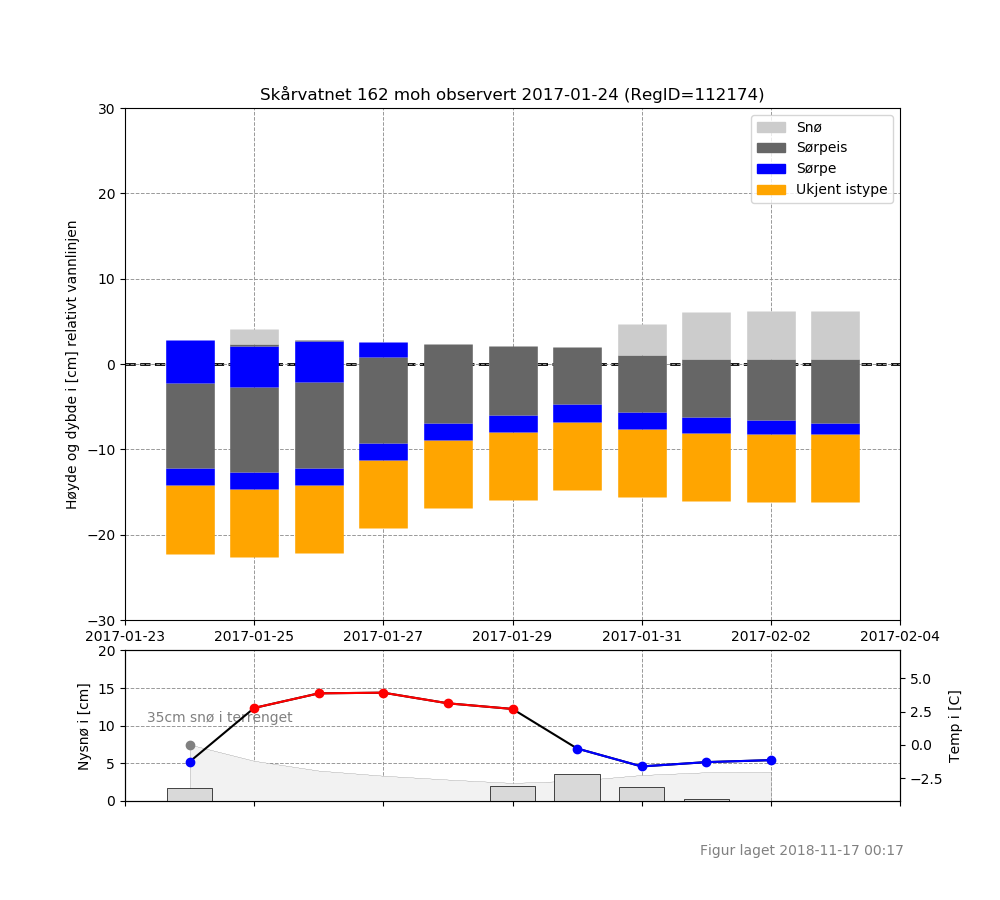 Skårvatnet 162 moh observert 2017-01-24 (RegID=112174)
Høyde og dybde i [cm] relativt vannlinjen
30
20
10
0
−10
−20
−30
Snø
Sørpeis
Sørpe
Ukjent istype
2017-01-23 2017-01-25 2017-01-27 2017-01-29 2017-01-31 2017-02-02 2017-02-04
Nysnø i [cm]
20
15
10
5
0
35cm snø i terrenget
5.0
2.5
0.0
−2.5
Temp i [C]
Figur laget 2018-11-17 00:17